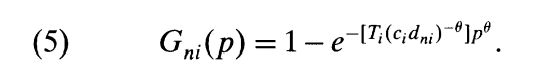 (5) G_{ni}(p) = 1 − e^{−[T_i(c_i d_{ni})^{−θ}]p^θ}.